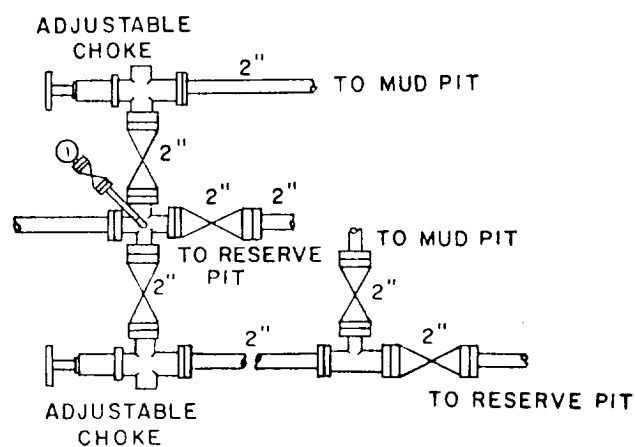 ADJUSTABLE
CHOKE
2"
TO MUD PIT
1
2"
2"
2"
TO RESERVE
PIT
TO MUD PIT
2"
2"
2"
2"
TO RESERVE PIT
ADJUSTABLE
CHOKE